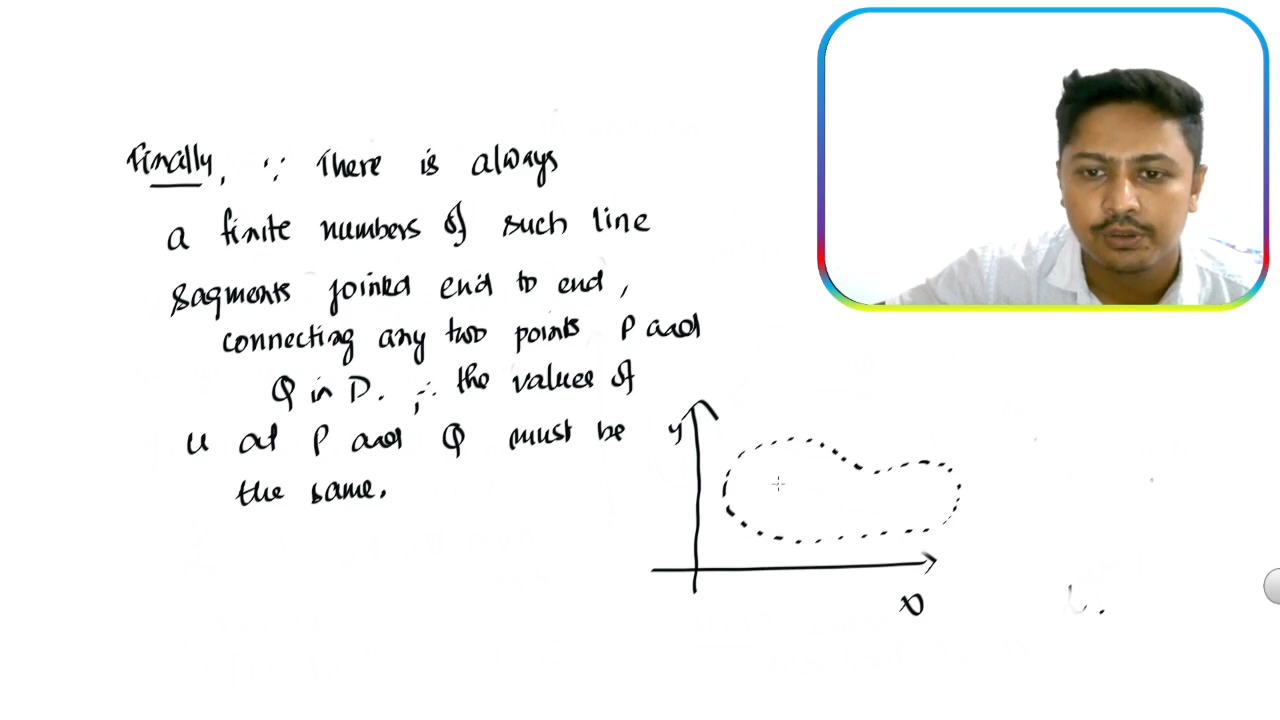 Finally, ∵ There is always
a finite numbers of such line
sagments joined end to end,
connecting any two points P and
Q in D. ∴ the values of
u at P and Q must be
the same.
y
x